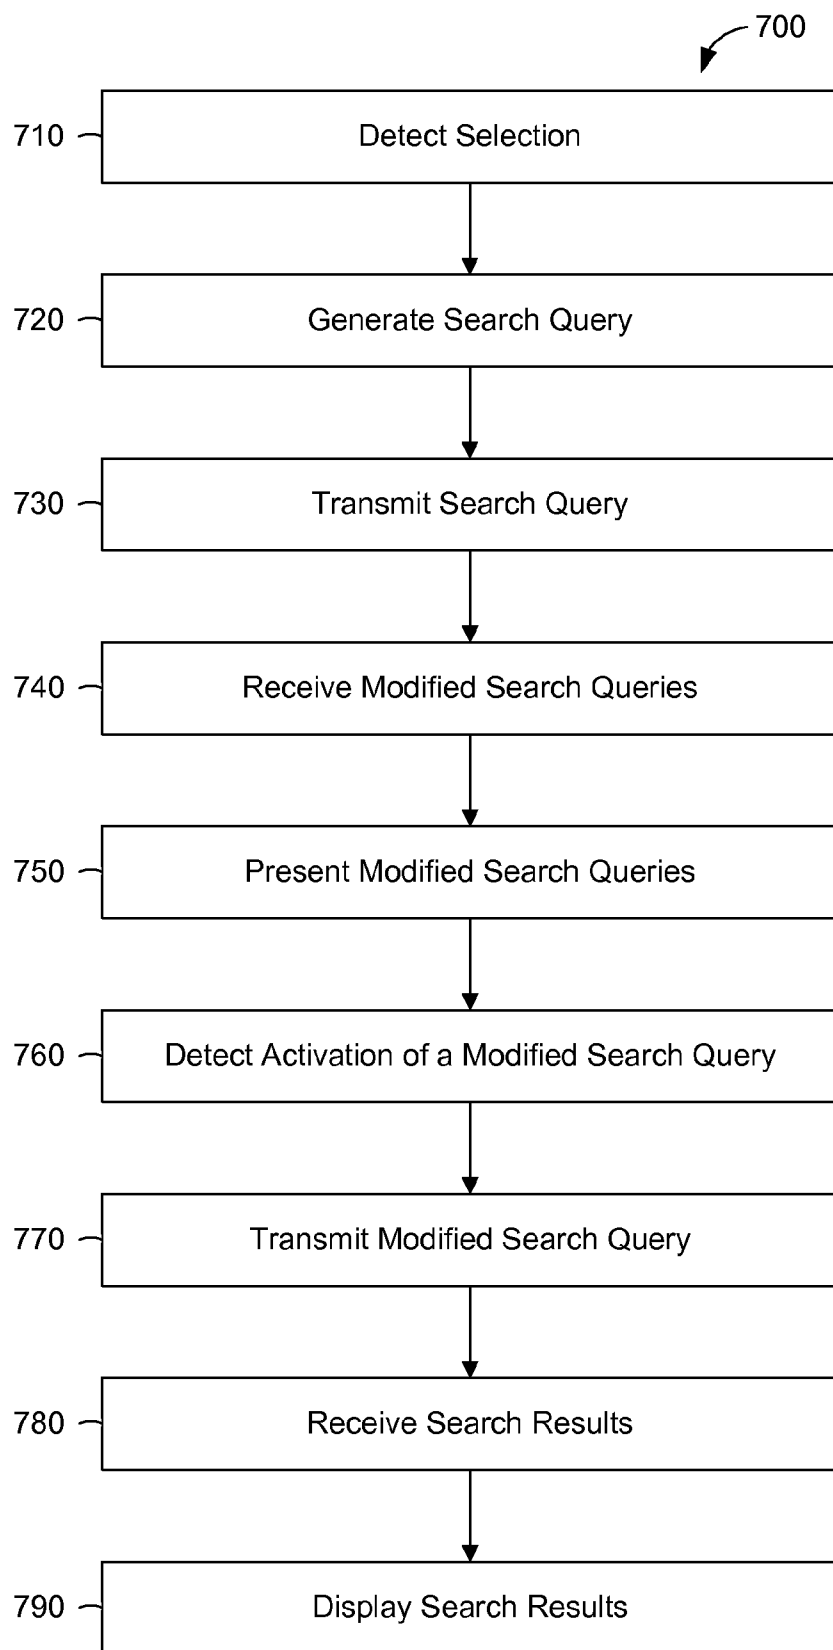 700
710 Detect Selection
720 Generate Search Query
730 Transmit Search Query
740 Receive Modified Search Queries
750 Present Modified Search Queries
760 Detect Activation of a Modified Search Query
770 Transmit Modified Search Query
780 Receive Search Results
790 Display Search Results